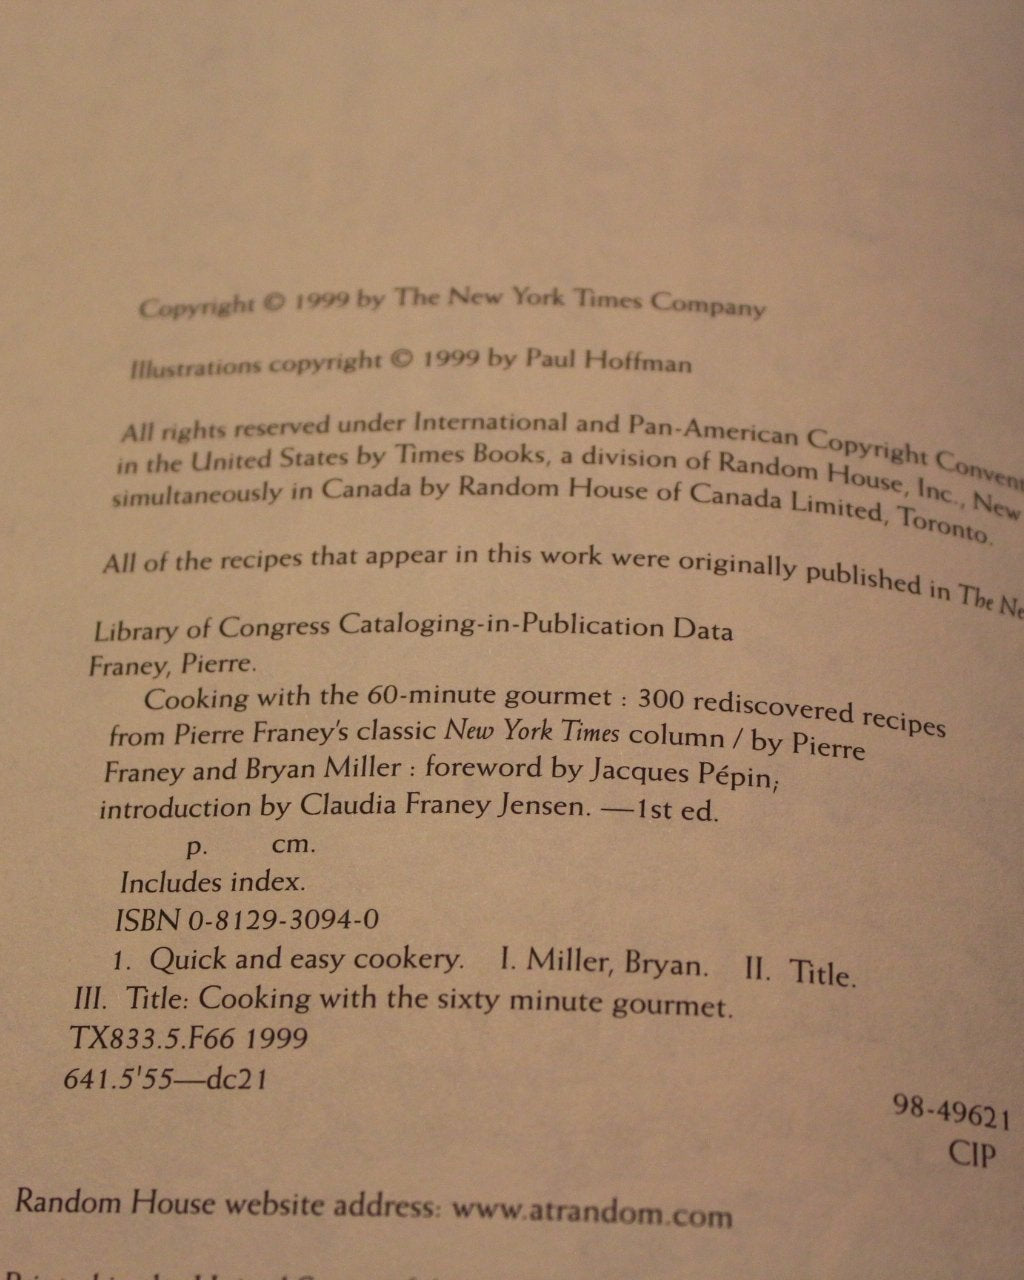 Copyright © 1999 by The New York Times Company
Illustrations copyright © 1999 by Paul Hoffman
All rights reserved under International and Pan-American Copyright
in the United States by Times Books, a division of Random House, Inc., New
simultaneously in Canada by Random House of Canada Limited, Toronto.
All of the recipes that appear in this work were originally published in The
Library of Congress Cataloging-in-Publication Data
Franey, Pierre.
Cooking with the 60-minute gourmet : 300 rediscovered recipes
from Pierre Franey's classic New York Times column / by Pierre
Franey and Bryan Miller : foreword by Jacques Pépin;
introduction by Claudia Franey Jensen. —1st ed.
p. cm.
Includes index.
ISBN 0-8129-3094-0
1. Quick and easy cookery. I. Miller, Bryan. II. Title.
III. Title: Cooking with the sixty minute gourmet.
TX833.5.F66 1999
641.5'55—dc21
98-49621
CIP
Random House website address: www.atrandom.com